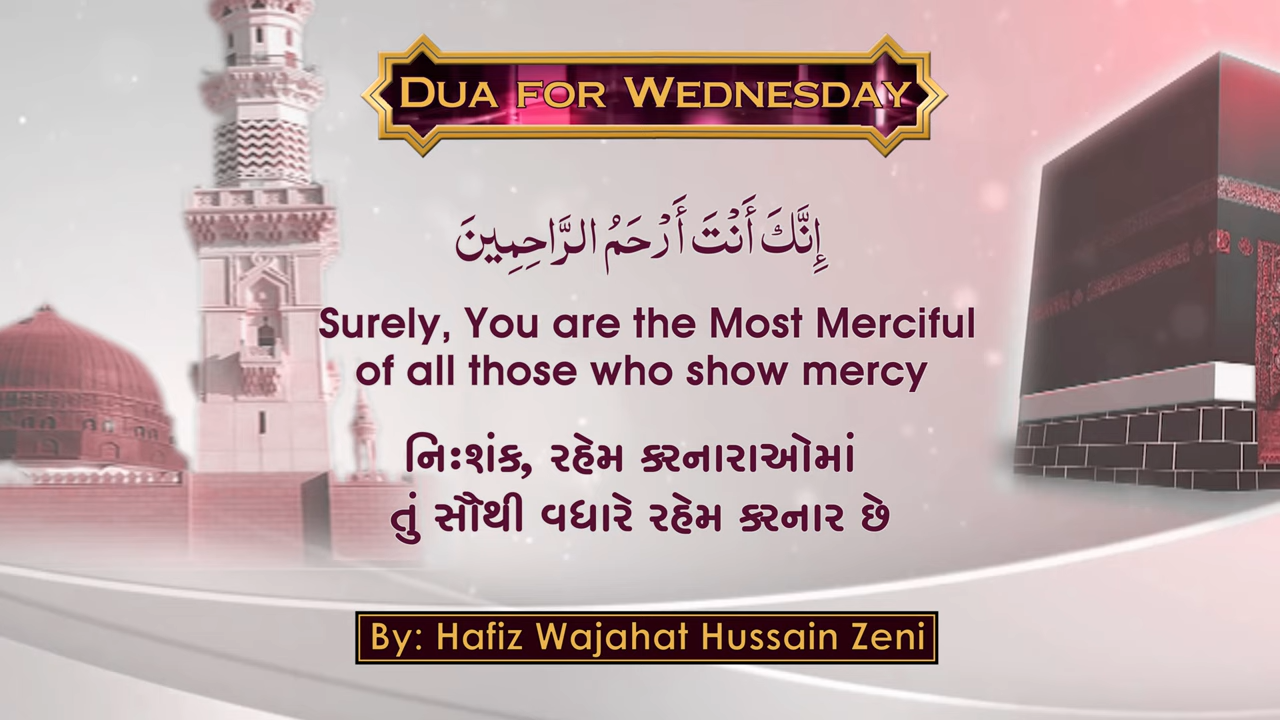 DUA FOR WEDNESDAY
إِنَّكَ أَنْتَ أَرْحَمُ الرَّاحِمِينَ
Surely, You are the Most Merciful
of all those who show mercy
નિઃશંક, રહેમ કરનારાઓમાં
તું સૌથી વધારે રહેમ કરનાર છે
By: Hafiz Wajahat Hussain Zeni